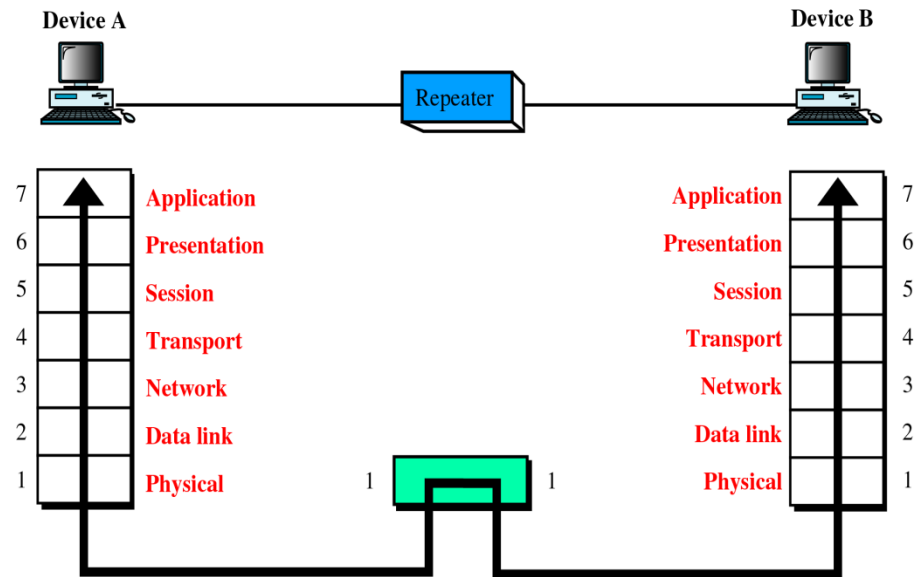 Device A
Device B
Repeater
7 Application Application 7
6 Presentation Presentation 6
5 Session Session 5
4 Transport Transport 4
3 Network Network 3
2 Data link Data link 2
1 Physical 1 1 Physical 1